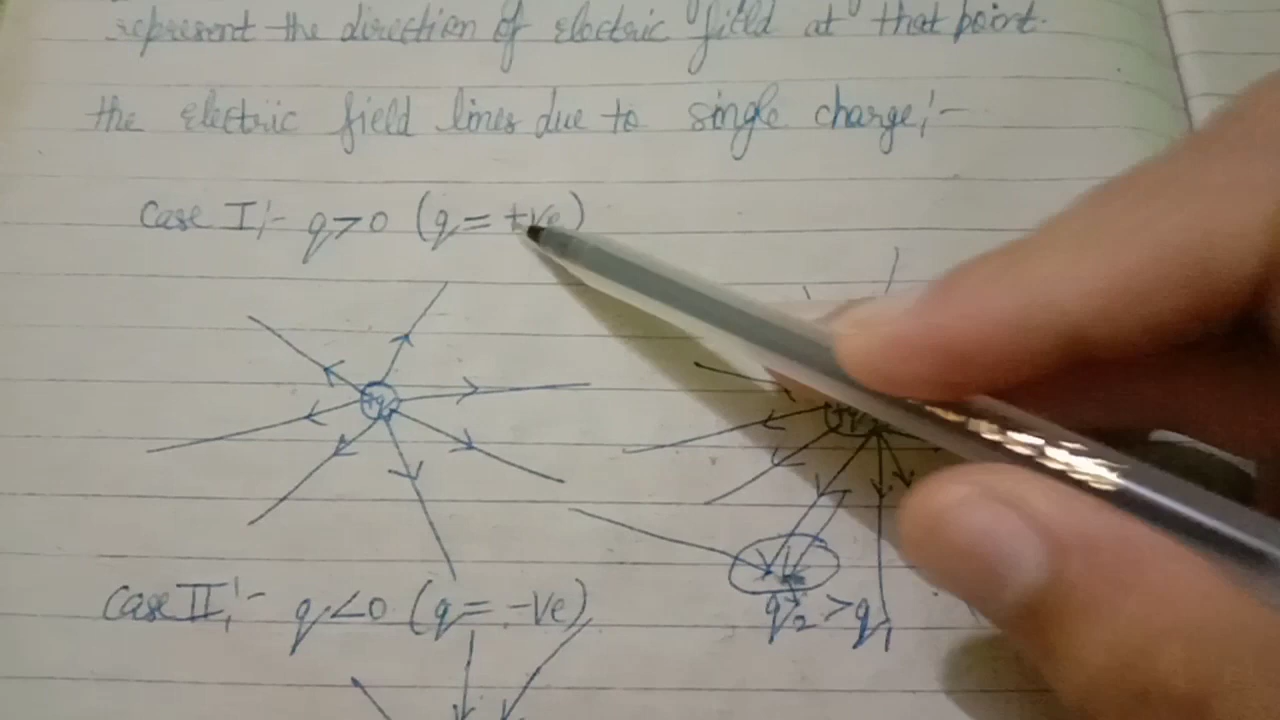 represent the direction of electric field at that point.
the electric field lines due to single charge;-
Case I;- q>0 (q= +ve)
+q
Case II;- q<0 (q= -ve)
q2 > q1